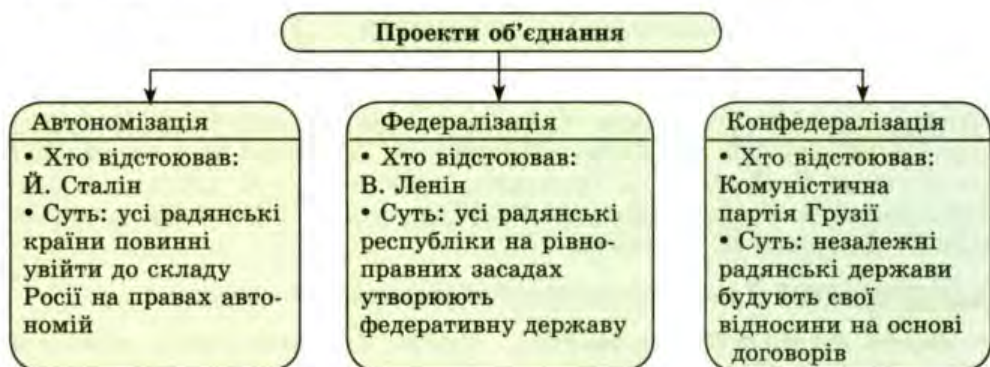 Проекти об’єднання
Автономізація
• Хто відстоював:
Й. Сталін
• Суть: усі радянські
країни повинні
увійти до складу
Росії на правах авто-
номій
Федералізація
• Хто відстоював:
В. Ленін
• Суть: усі радянські
республіки на рівно-
правних засадах
утворюють
федеративну державу
Конфедералізація
• Хто відстоював:
Комуністична
партія Грузії
• Суть: незалежні
радянські держави
будують свої
відносини на основі
договорів